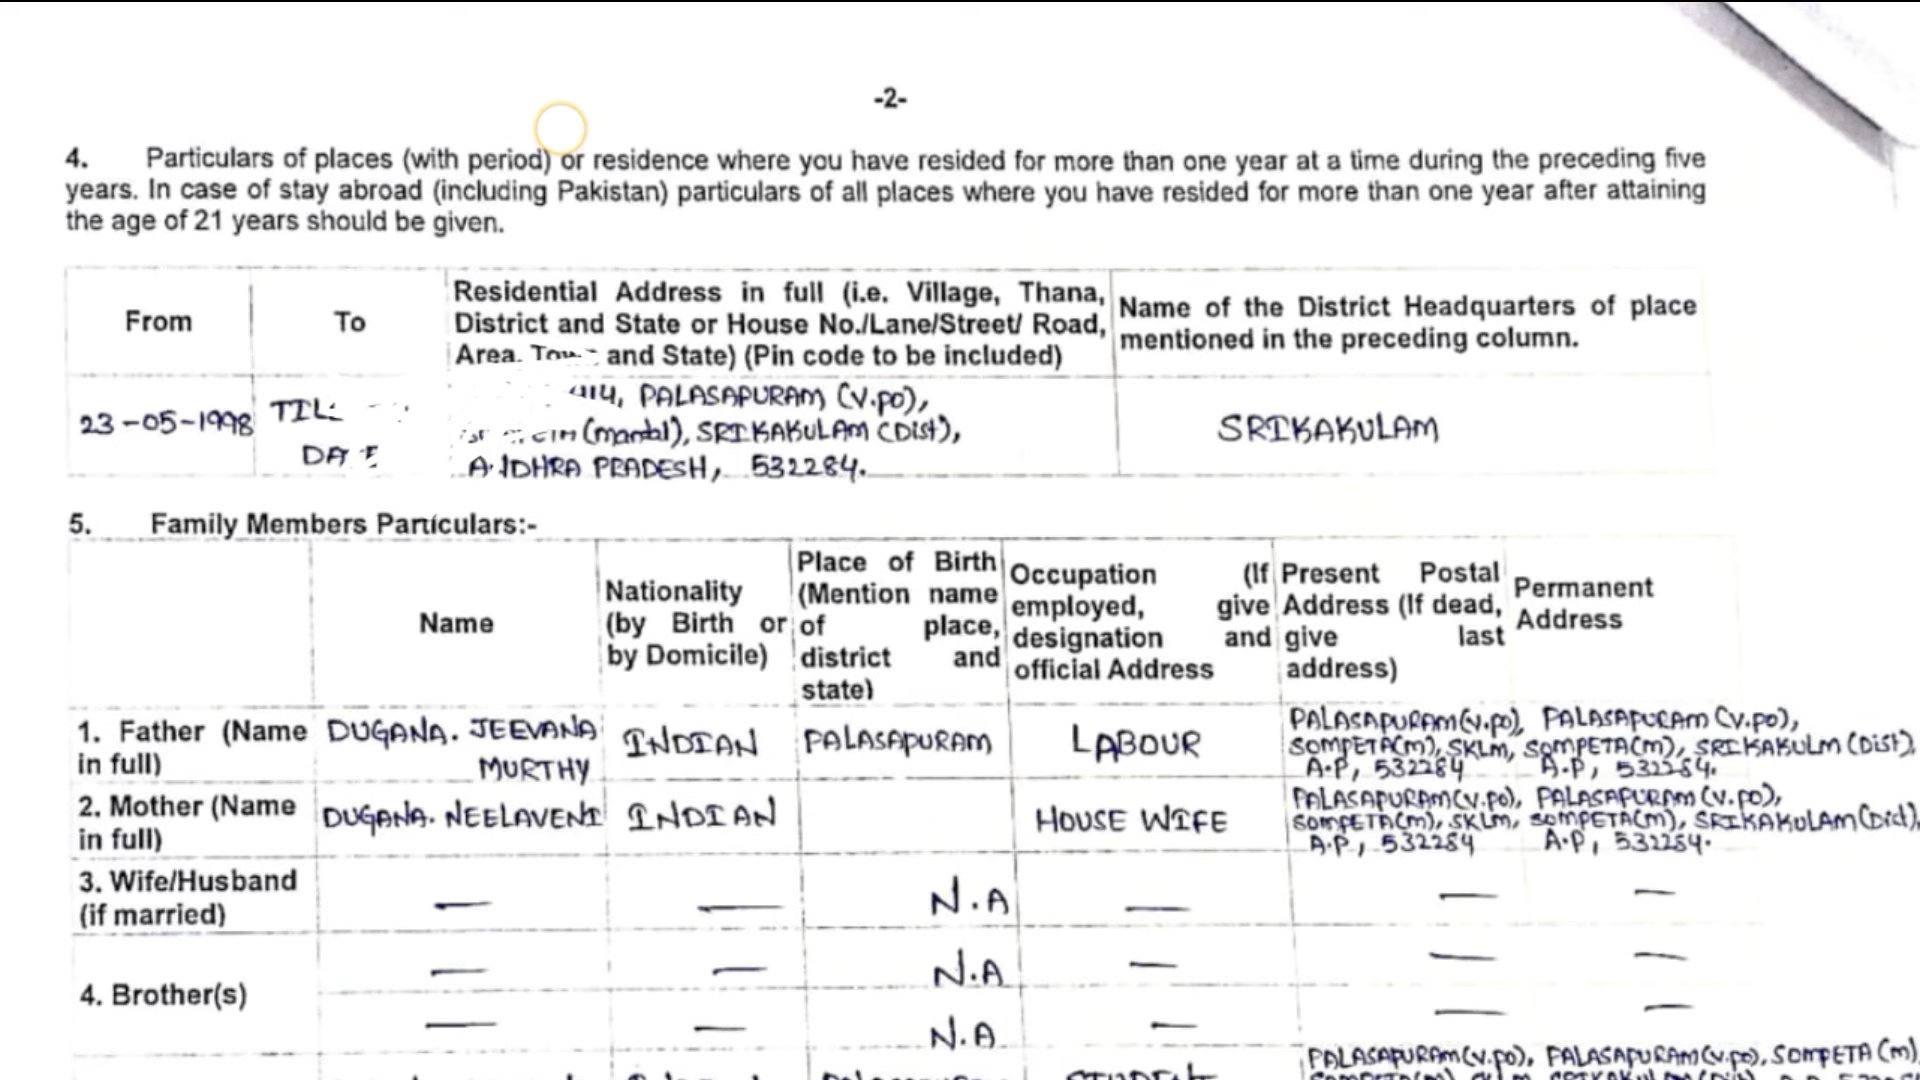 -2-
4. Particulars of places (with period) or residence where you have resided for more than one year at a time during the preceding five
years. In case of stay abroad (including Pakistan) particulars of all places where you have resided for more than one year after attaining
the age of 21 years should be given.
From
To
Residential Address in full (i.e. Village, Thana,
District and State or House No./Lane/Street/ Road,
Area, and State) (Pin code to be included)
Name of the District Headquarters of place
mentioned in the preceding column.
23-05-1998
PALASAPURAM (V.PO),
(mandal), SRIKAKULAM (Dist),
PRADESH, 532284.
SRIKAKULAM
5. Family Members Particulars:-
Name
Nationality
(by Birth or
by Domicile)
Place of Birth
(Mention name
of place,
district and
state)
Occupation (If
employed, give
designation and
official Address
Present Postal
Address (If dead,
give last
address)
Permanent
Address
1. Father (Name
in full)
DUGANA. JEEVANA
MURTHY
INDIAN
PALASAPURAM
LABOUR
PALASAPURAM(V.PO),
SOMPETA(M), SKLM,
A.P, 532284
PALASAPURAM (V.PO),
SOMPETA(M), SRIKAKULM (Dist),
A.P, 532284.
2. Mother (Name
in full)
DUGANA. NEELAVENI
INDIAN
HOUSE WIFE
PALASAPURAM(V.PO),
SOMPETA(M), SKLM,
A.P, 532284
PALASAPURAM (V.PO),
SOMPETA(M), SRIKAKULAM (Dist),
A.P, 532284.
3. Wife/Husband
(if married)
— — N.A — — —
4. Brother(s)
— — N.A — — —
— — N.A — — —
PALASAPURAM(V.PO),
PALASAPURAM(V.PO), SOMPETA (M)